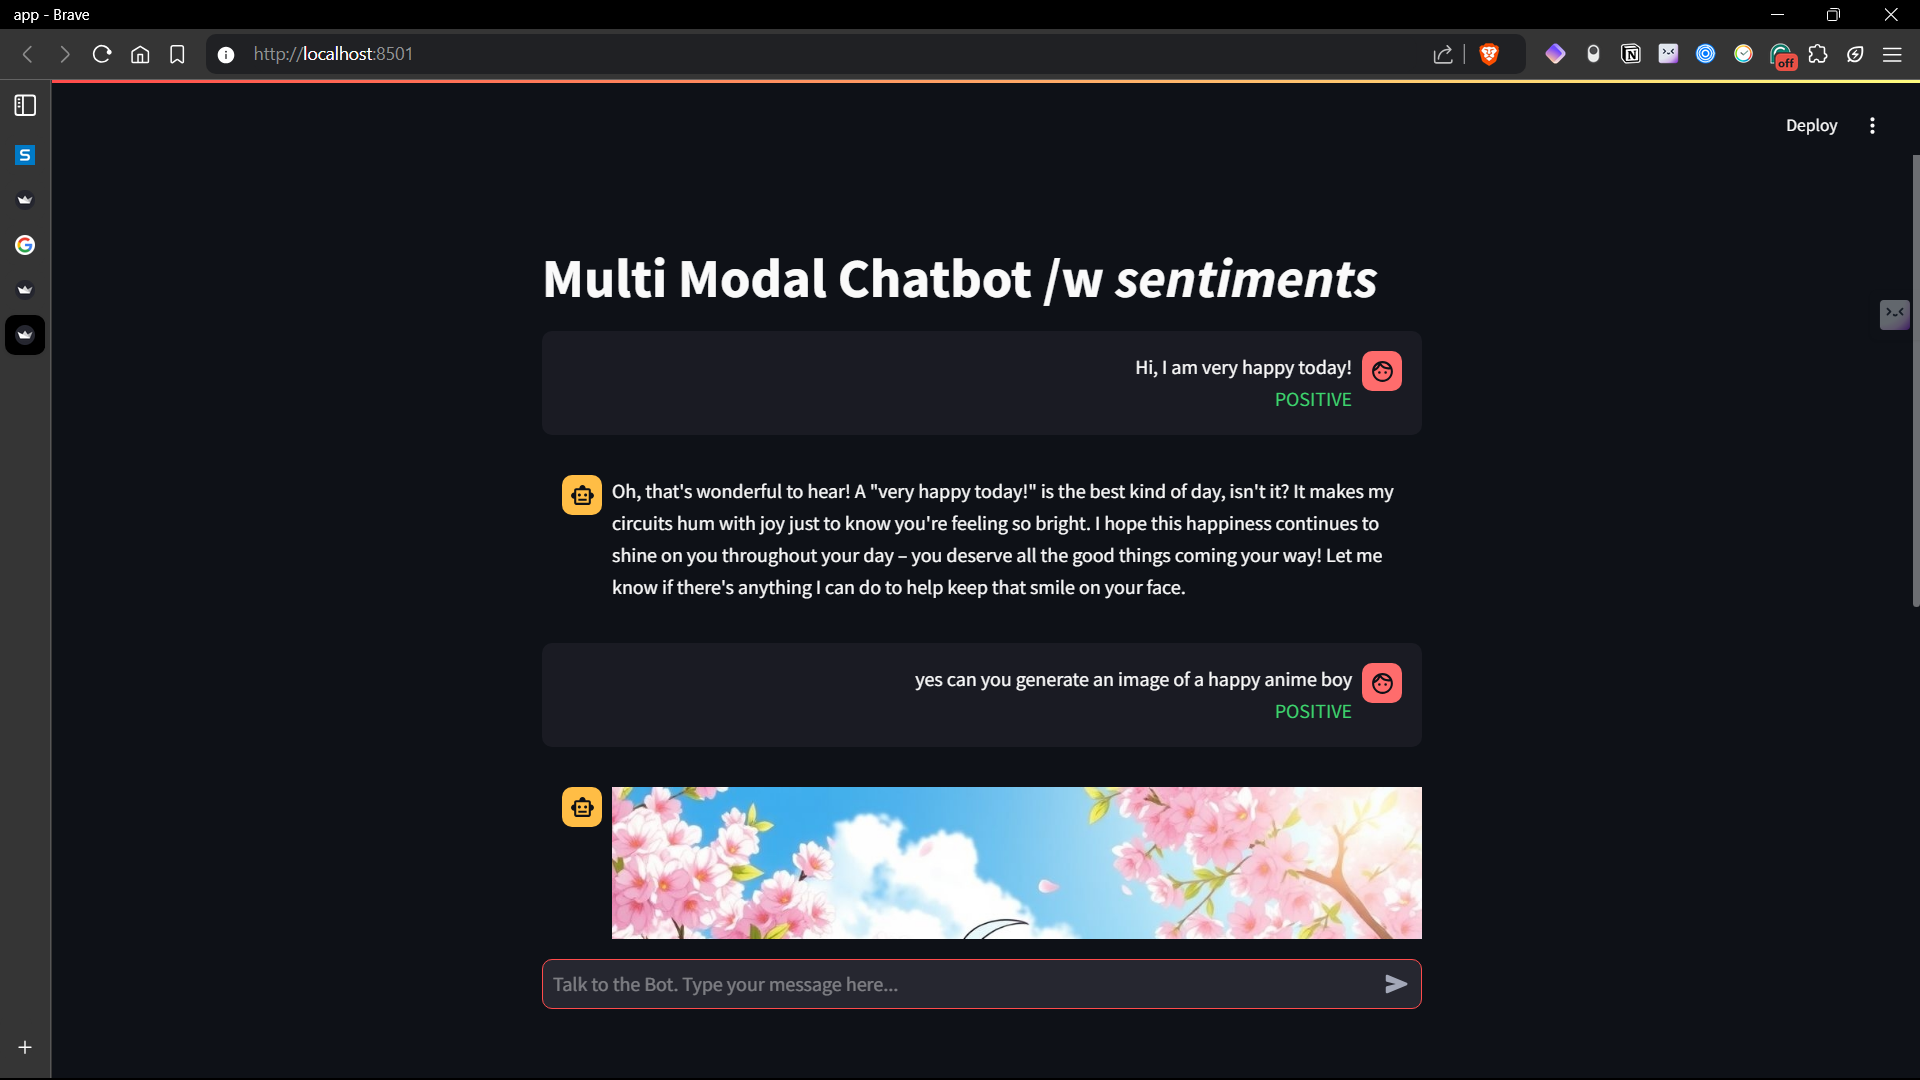 app - Brave
http://localhost:8501
off
Deploy
Multi Modal Chatbot /w sentiments
Hi, I am very happy today!
POSITIVE
Oh, that's wonderful to hear! A "very happy today!" is the best kind of day, isn't it? It makes my
circuits hum with joy just to know you're feeling so bright. I hope this happiness continues to
shine on you throughout your day – you deserve all the good things coming your way! Let me
know if there's anything I can do to help keep that smile on your face.
yes can you generate an image of a happy anime boy
POSITIVE
Talk to the Bot. Type your message here...